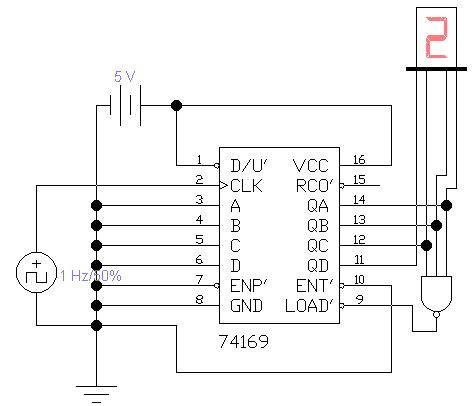 2
5 V
1 D/U' VCC 16
2 CLK RCO' 15
3 A QA 14
4 B QB 13
5 C QC 12
6 D QD 11
1 Hz/50% 7 ENP' ENT' 10
8 GND LOAD' 9
74169